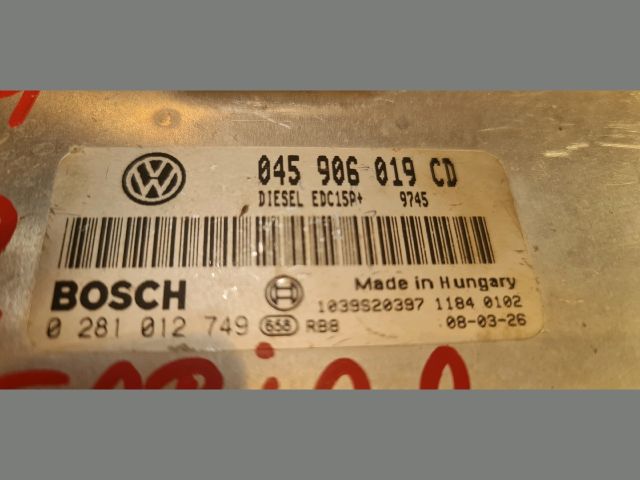 045 906 019 CD
DIESEL EDC15P+ 9745
BOSCH
Made in Hungary
1039S20397 1184 0102
0 281 012 749 658 RB8 08-03-26